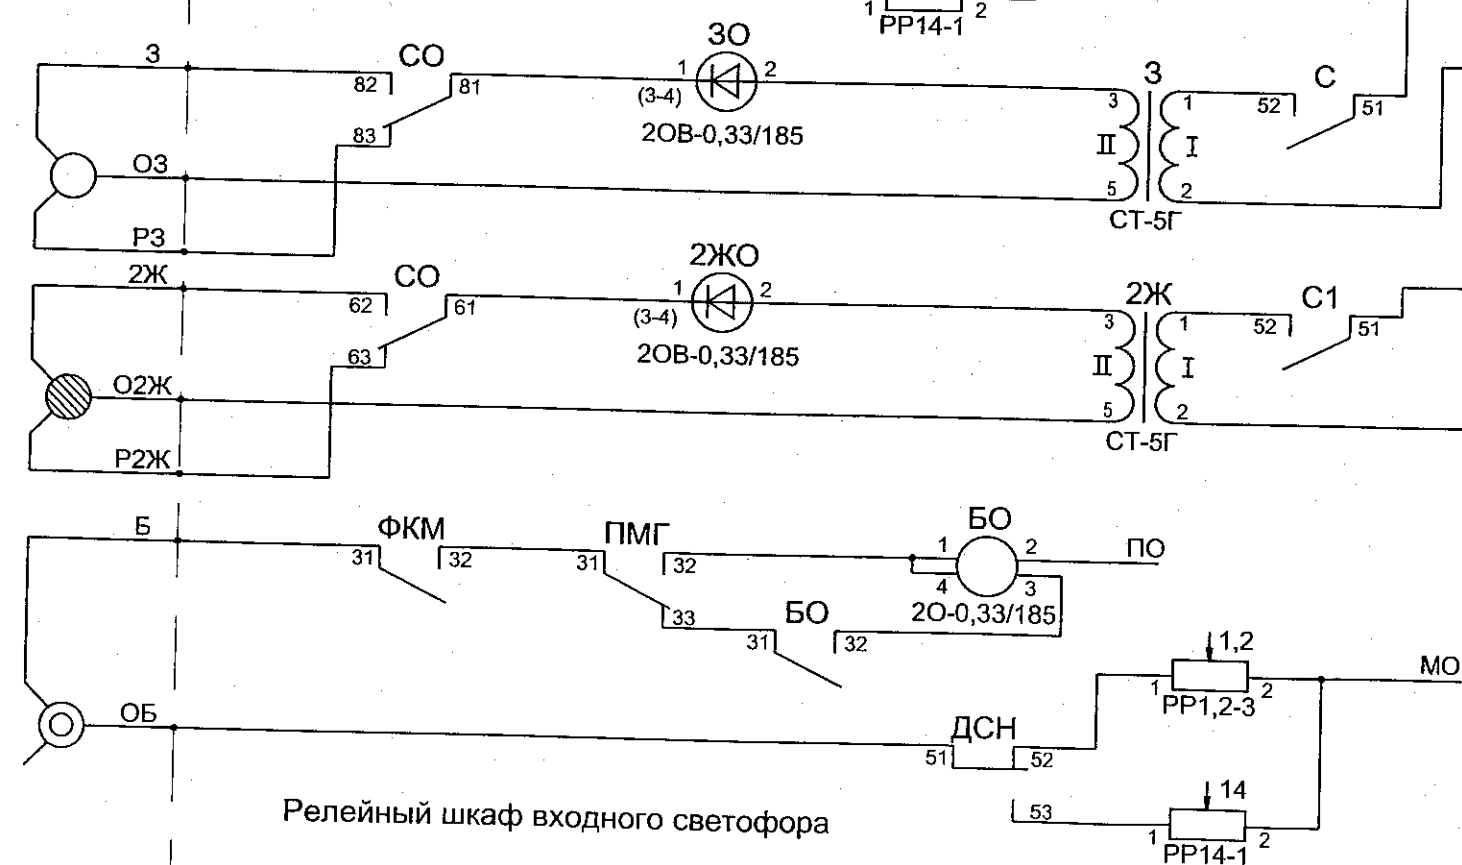 1 2
РР14-1
З
СО
ЗО
82 81
83
1 2
(3-4)
2ОВ-0,33/185
З
3 1
II I
5 2
СТ-5Г
С
52 51
ОЗ
РЗ
2Ж
СО
2ЖО
62 61
63
1 2
(3-4)
2ОВ-0,33/185
2Ж
3 1
II I
5 2
СТ-5Г
С1
52 51
О2Ж
Р2Ж
Б
ФКМ
31 32
ПМГ
31 32
33
БО
31 32
БО
1 2
4 3
2О-0,33/185
ПО
ОБ
ДСН
51 52
53
1,2
1 2
РР1,2-3
МО
14
1 2
РР14-1
Релейный шкаф входного светофора